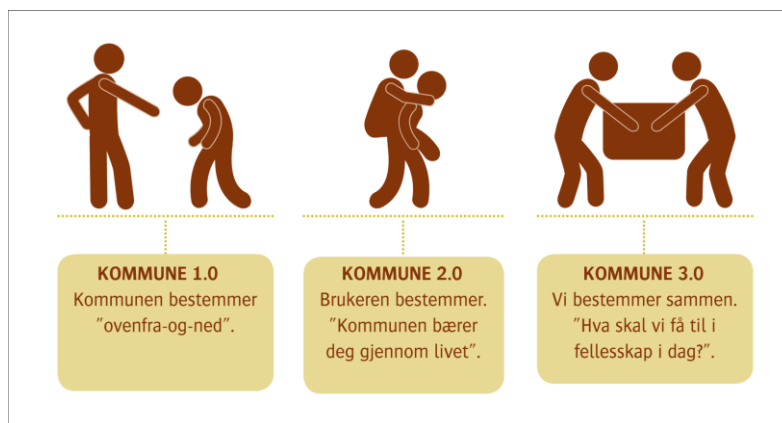 KOMMUNE 1.0
Kommunen bestemmer
”ovenfra-og-ned”.
KOMMUNE 2.0
Brukeren bestemmer.
”Kommunen bærer
deg gjennom livet”.
KOMMUNE 3.0
Vi bestemmer sammen.
”Hva skal vi få til i
fellesskap i dag?”.